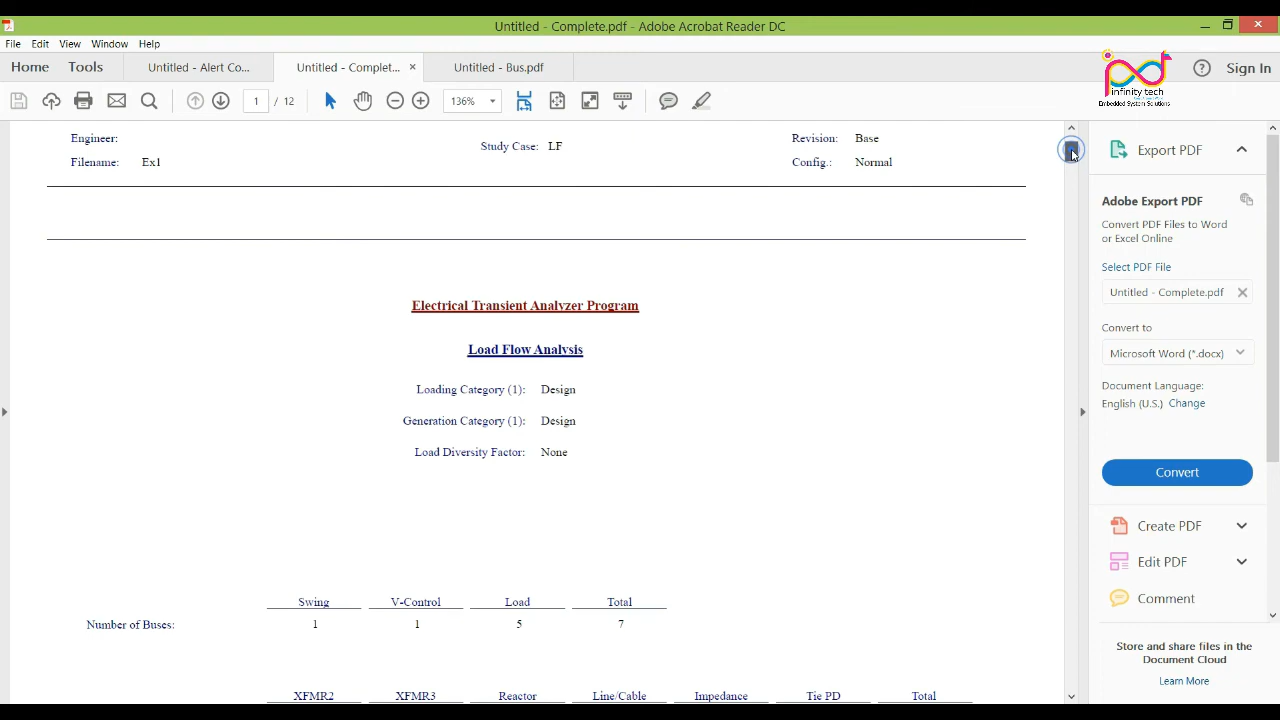 Untitled - Complete.pdf - Adobe Acrobat Reader DC
File Edit View Window Help
Home Tools Untitled - Alert Co... Untitled - Complet... × Untitled - Bus.pdf ? Sign In
infinity tech
Embedded System Solutions
1 / 12 136%
Engineer: Study Case: LF Revision: Base
Filename: Ex1 Config.: Normal
Electrical Transient Analyzer Program
Load Flow Analysis
Loading Category (1): Design
Generation Category (1): Design
Load Diversity Factor: None
Swing V-Control Load Total
Number of Buses: 1 1 5 7
XFMR2 XFMR3 Reactor Line/Cable Impedance Tie PD Total
Export PDF
Adobe Export PDF
Convert PDF Files to Word
or Excel Online
Select PDF File
Untitled - Complete.pdf
Convert to
Microsoft Word (*.docx)
Document Language:
English (U.S.) Change
Convert
Create PDF
Edit PDF
Comment
Store and share files in the
Document Cloud
Learn More